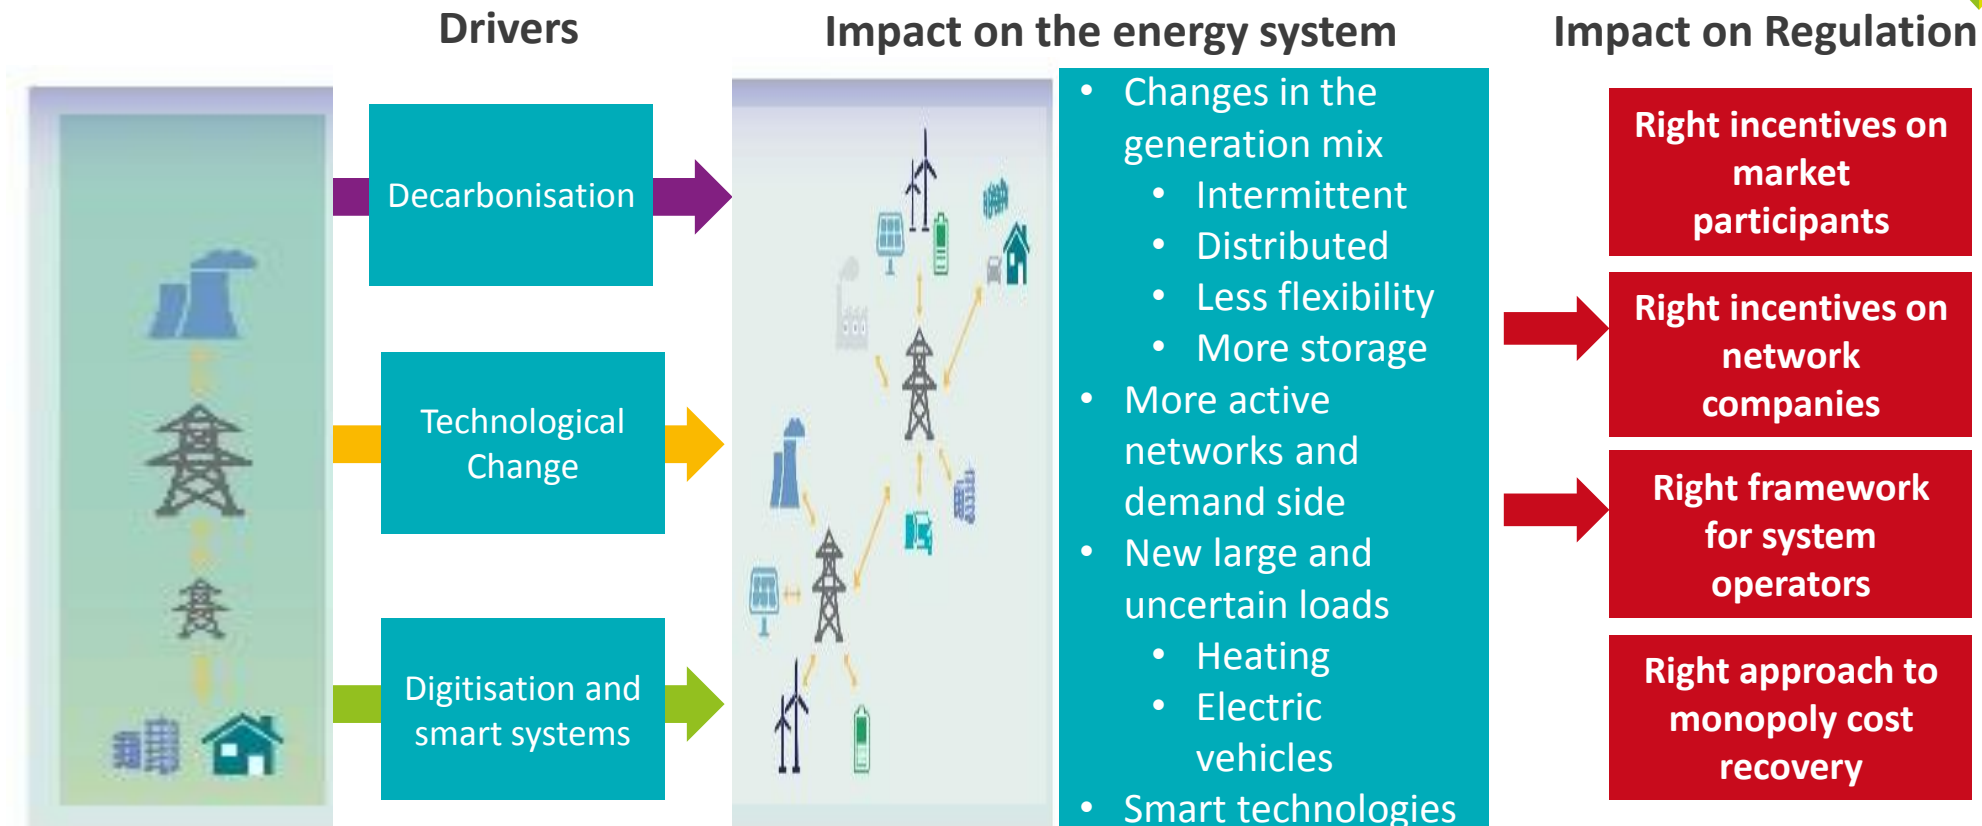 Drivers
Impact on the energy system
Impact on Regulation
Decarbonisation
Technological
Change
Digitisation and
smart systems
• Changes in the
generation mix
• Intermittent
• Distributed
• Less flexibility
• More storage
• More active
networks and
demand side
• New large and
uncertain loads
• Heating
• Electric
vehicles
• Smart technologies
Right incentives on
market
participants
Right incentives on
network
companies
Right framework
for system
operators
Right approach to
monopoly cost
recovery